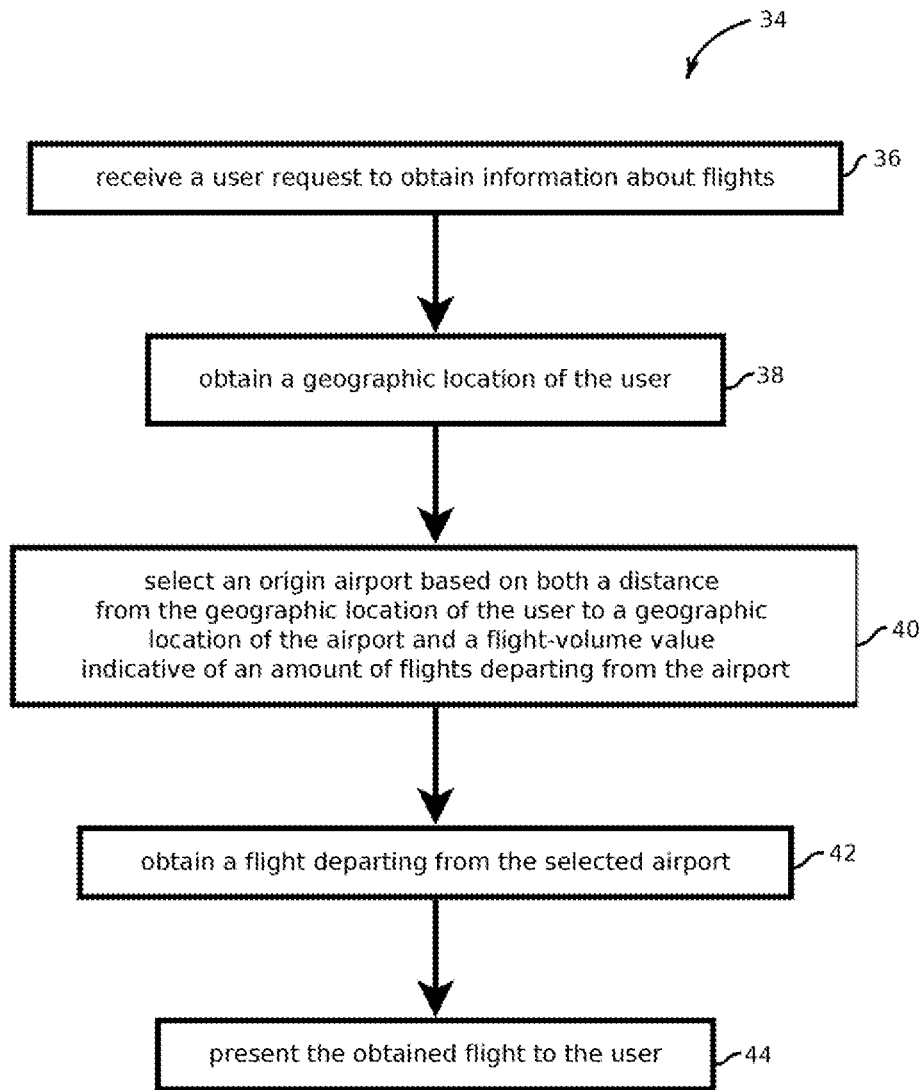 34
receive a user request to obtain information about flights
36
obtain a geographic location of the user
38
select an origin airport based on both a distance
from the geographic location of the user to a geographic
location of the airport and a flight-volume value
indicative of an amount of flights departing from the airport
40
obtain a flight departing from the selected airport
42
present the obtained flight to the user
44